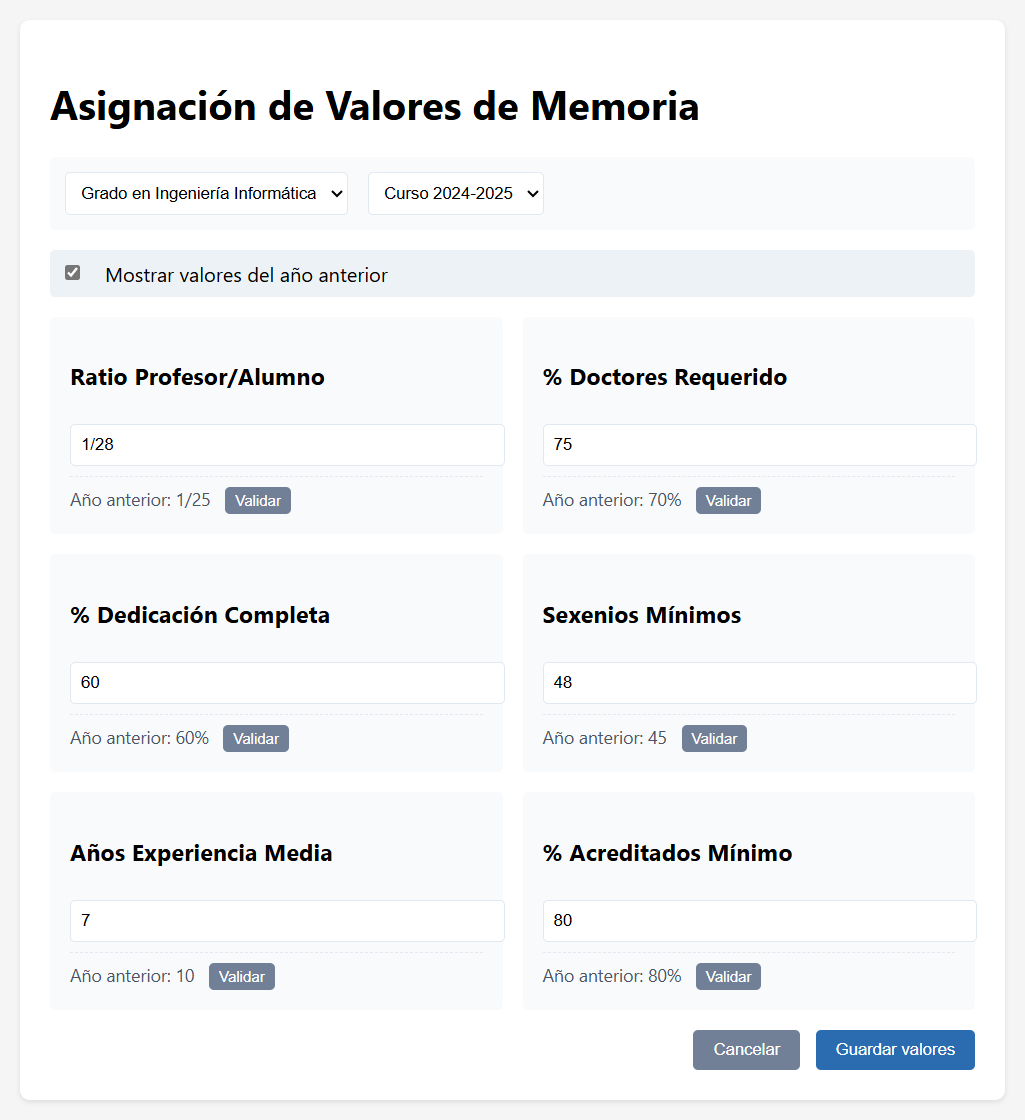 Asignación de Valores de Memoria
Grado en Ingeniería Informática Curso 2024-2025
Mostrar valores del año anterior
Ratio Profesor/Alumno
1/28
Año anterior: 1/25 Validar
% Doctores Requerido
75
Año anterior: 70% Validar
% Dedicación Completa
60
Año anterior: 60% Validar
Sexenios Mínimos
48
Año anterior: 45 Validar
Años Experiencia Media
7
Año anterior: 10 Validar
% Acreditados Mínimo
80
Año anterior: 80% Validar
Cancelar Guardar valores